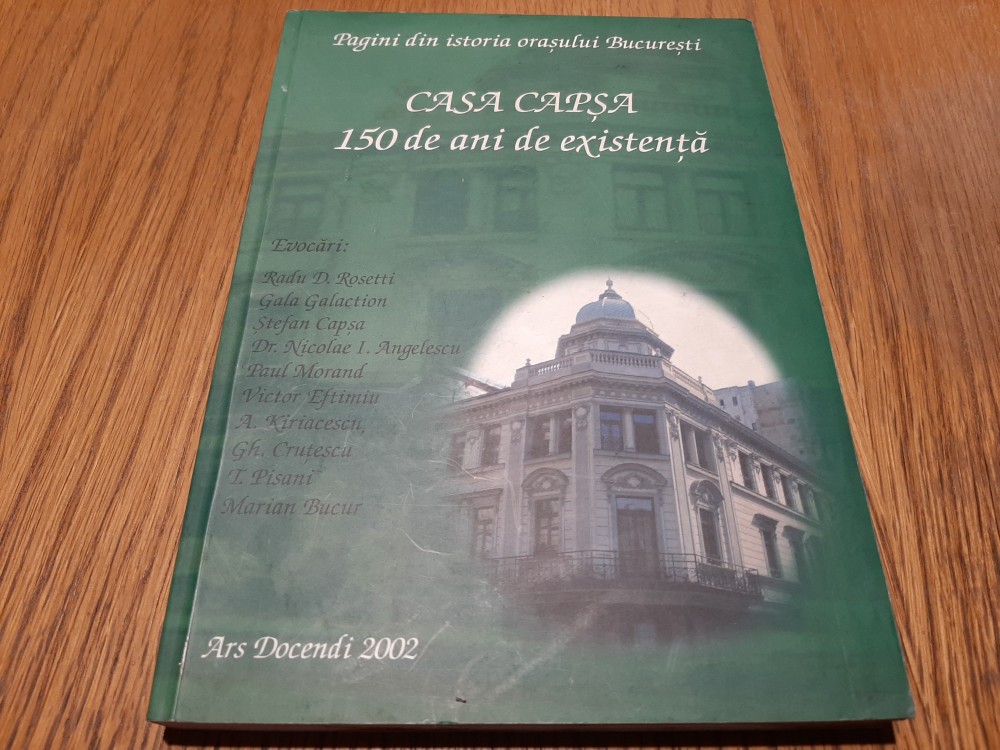 Pagini din istoria orașului București
CASA CAPȘA
150 de ani de existență
Evocări:
Radu D. Rosetti
Gala Galaction
Ștefan Capșa
Dr. Nicolae I. Angelescu
Paul Morand
Victor Eftimiu
A. Kiriacescu,
Gh. Cruțescu
T. Pisani
Marian Bucur
Ars Docendi 2002